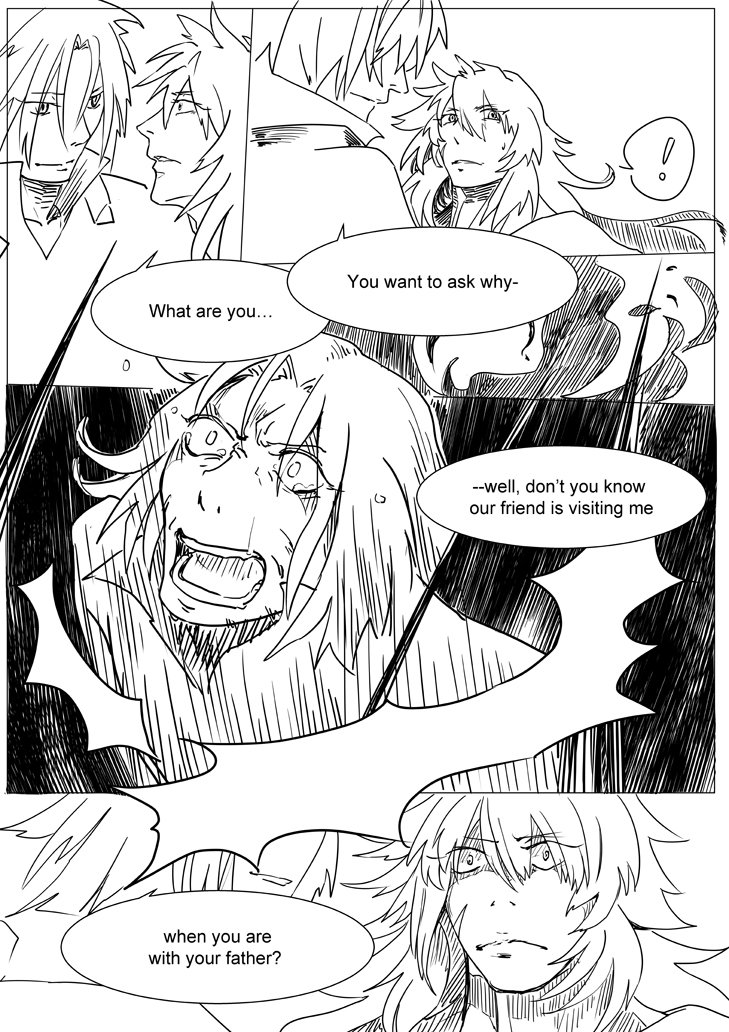 !
What are you…
You want to ask why-
--well, don’t you know
our friend is visiting me
when you are
with your father?